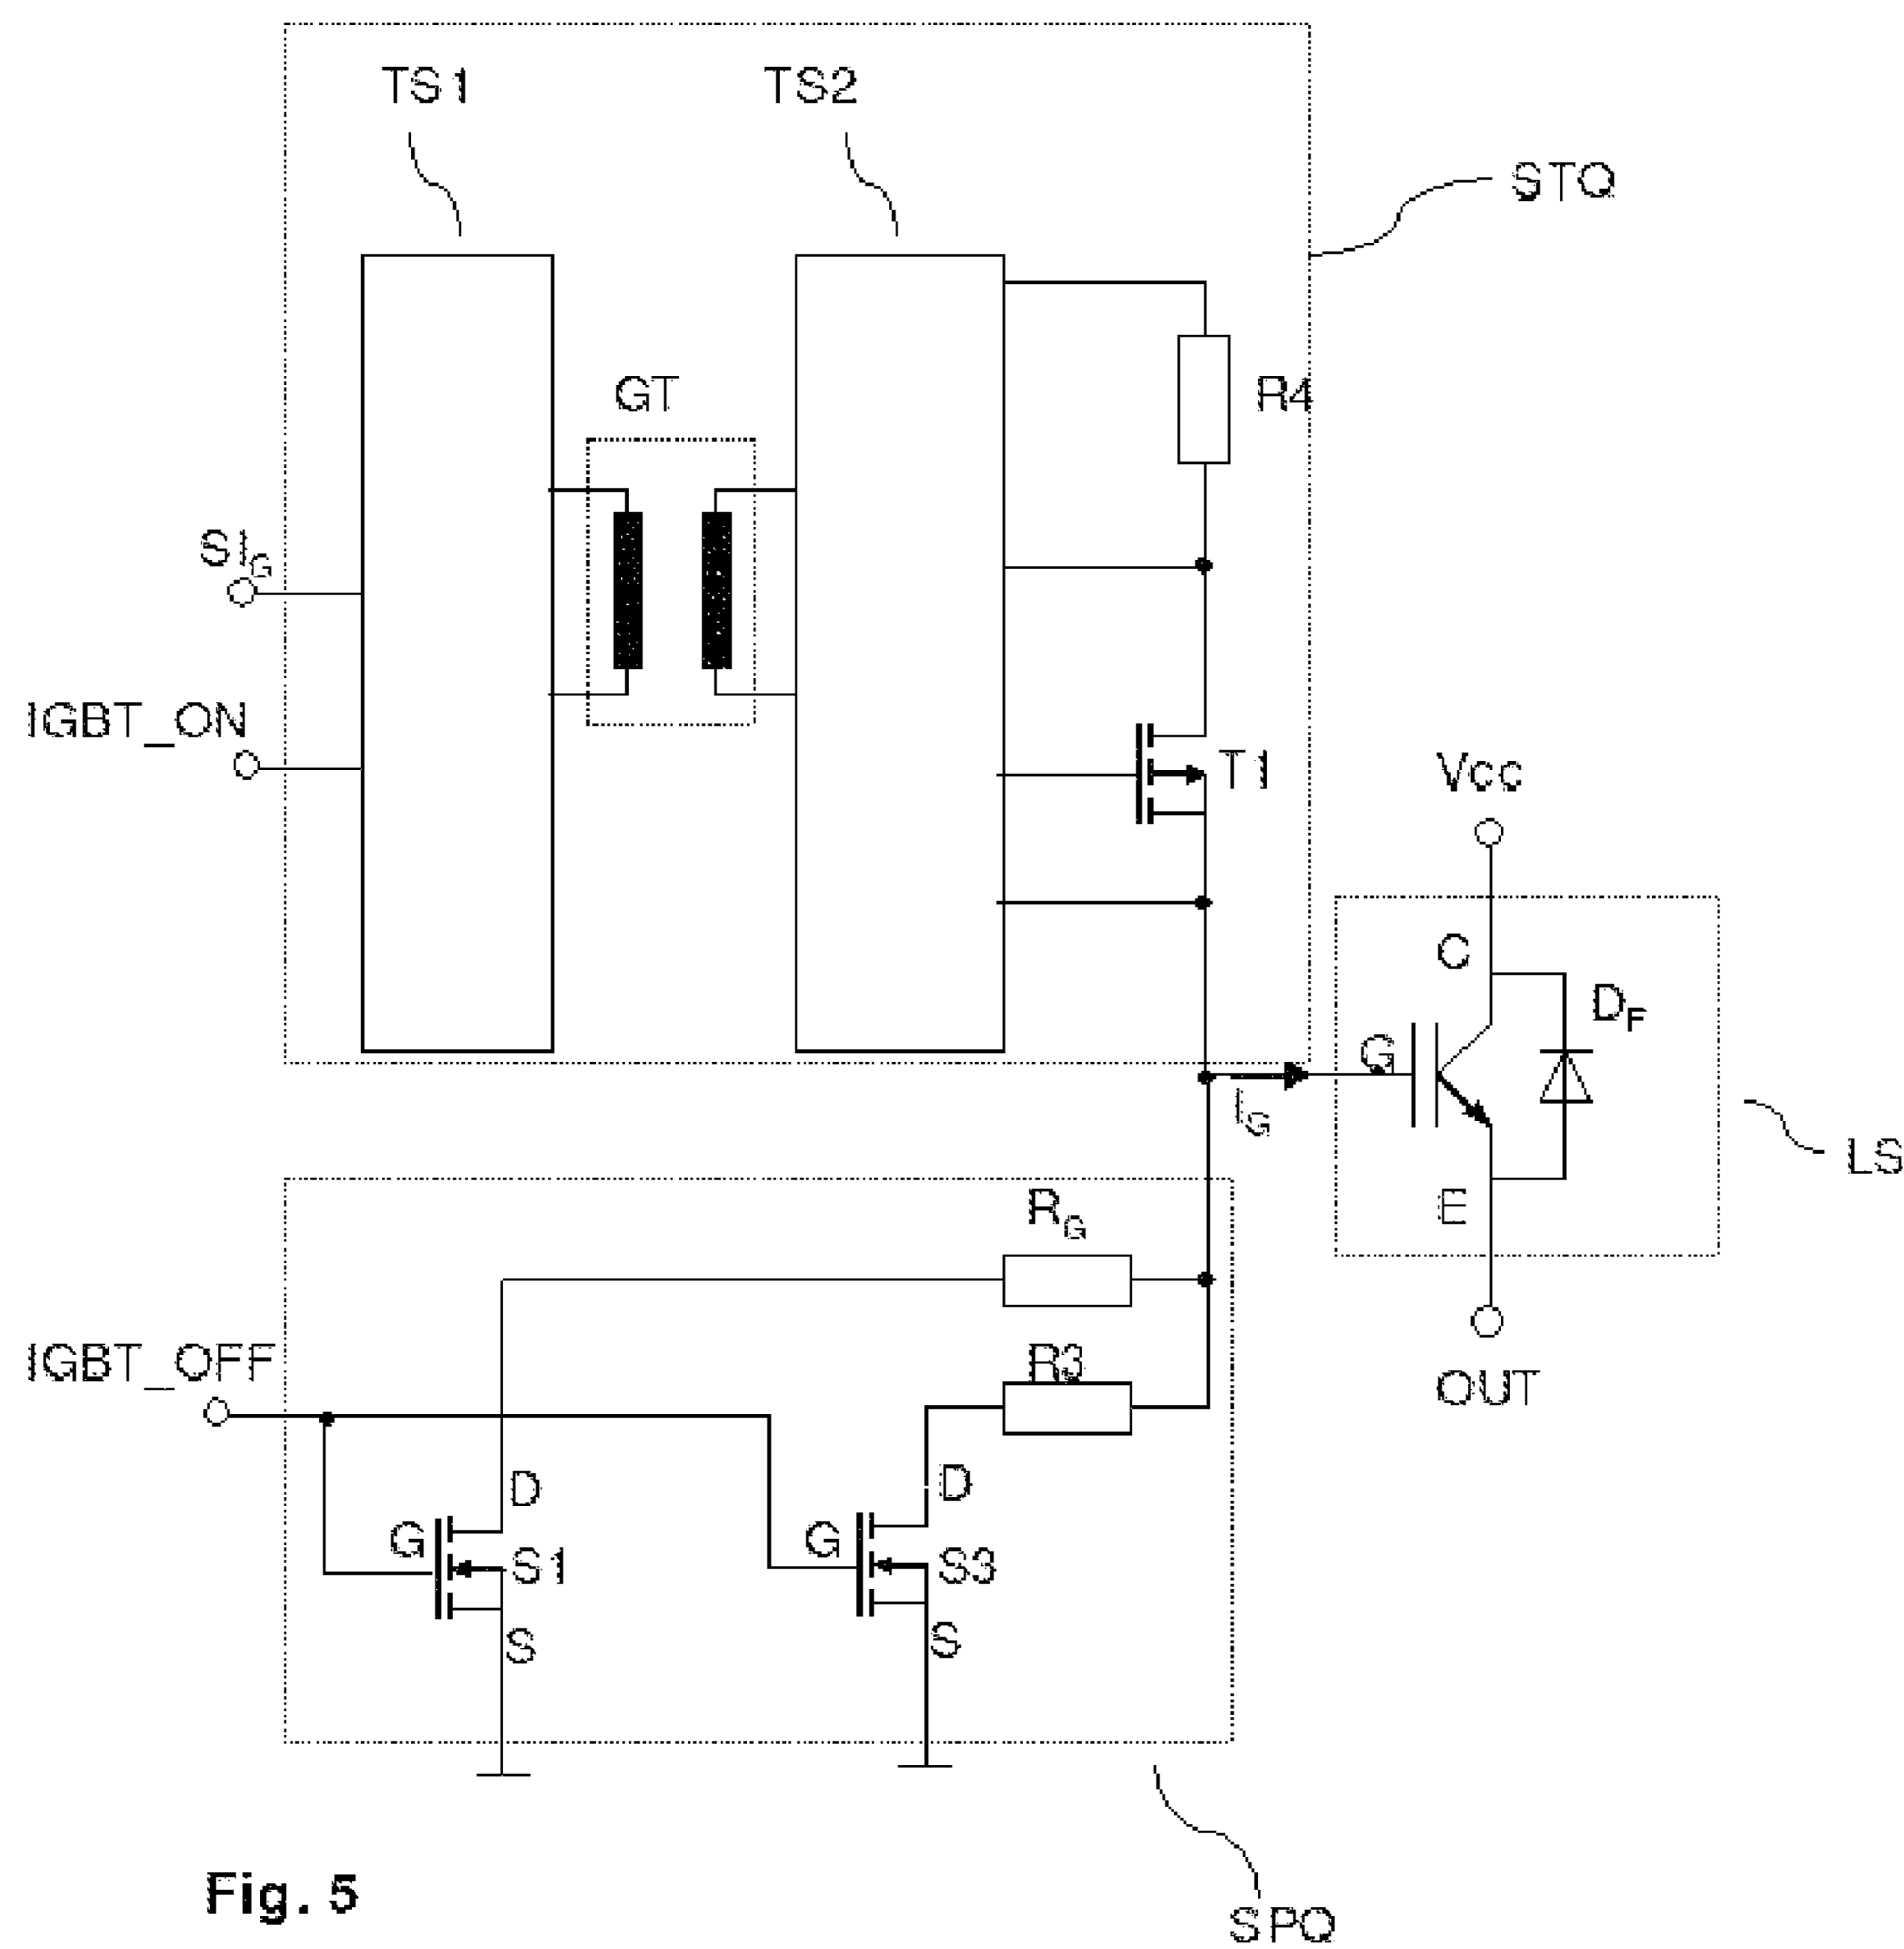 TS1 TS2
STQ
R4
GT
SI_G
IGBT_ON
T1
Vcc
C
D_F
G
I_G
LS
E
R_G
IGBT_OFF
R3
OUT
D D
G G
S1 S3
S S
Fig. 5
SPQ